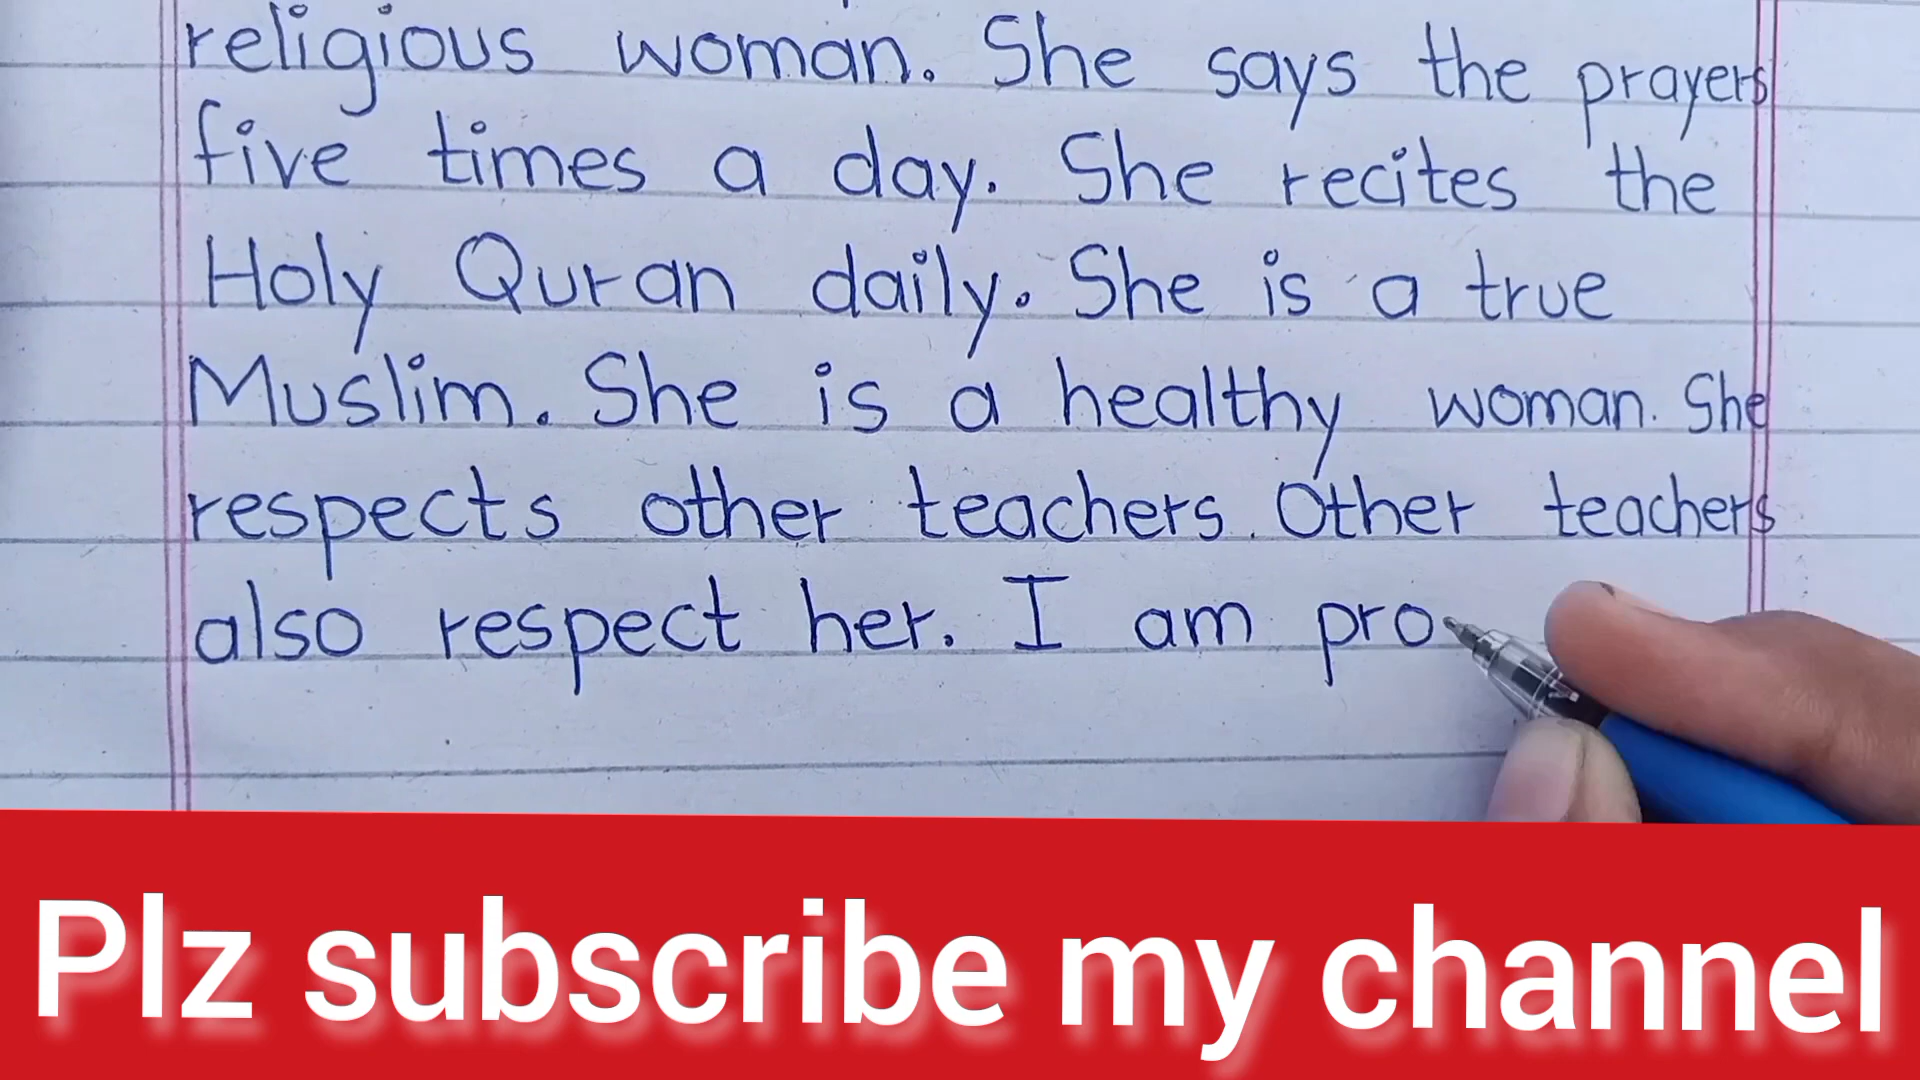 religious woman. She says the prayers
five times a day. She recites the
Holy Quran daily. She is a true
Muslim. She is a healthy woman. She
respects other teachers. Other teachers
also respect her. I am pro
Plz subscribe my channel